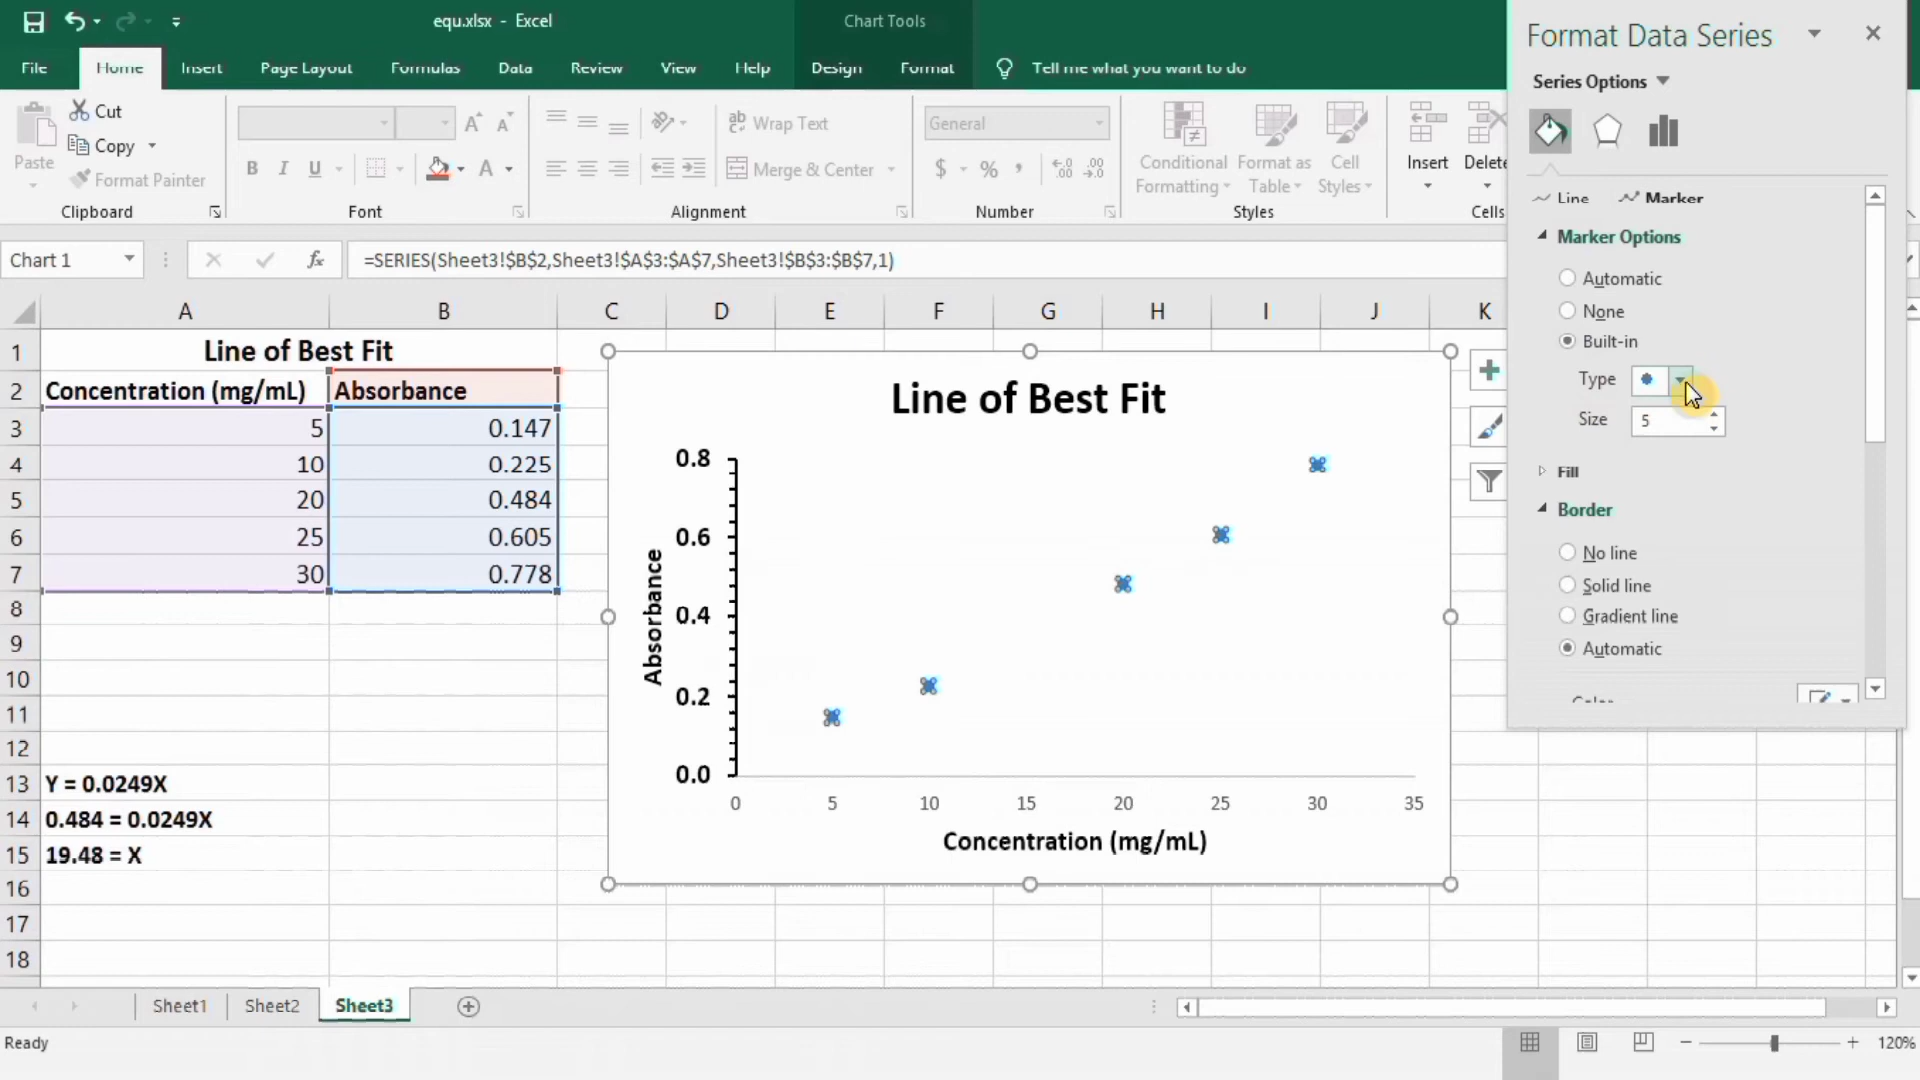 equ.xlsx - Excel
Chart Tools
File Home Insert Page Layout Formulas Data Review View Help Design Format Tell me what you want to do
Paste
Cut
Copy
Format Painter
Clipboard
A A
B I U A
Font
ab Wrap Text
Merge & Center
Alignment
General
$ % , .0 .00
Number
Conditional Formatting
Format as Table
Cell Styles
Styles
Insert Delete
Cells
Chart 1 fx =SERIES(Sheet3!$B$2,Sheet3!$A$3:$A$7,Sheet3!$B$3:$B$7,1)
A B C D E F G H I J K
1 Line of Best Fit
2 Concentration (mg/mL) Absorbance
3 5 0.147
4 10 0.225
5 20 0.484
6 25 0.605
7 30 0.778
8
9
10
11
12
13 Y = 0.0249X
14 0.484 = 0.0249X
15 19.48 = X
16
17
18
Line of Best Fit
Absorbance
0.8
0.6
0.4
0.2
0.0
0 5 10 15 20 25 30 35
Concentration (mg/mL)
Format Data Series
Series Options
Line Marker
Marker Options
Automatic
None
Built-in
Type
Size 5
Fill
Border
No line
Solid line
Gradient line
Automatic
Color
Sheet1 Sheet2 Sheet3
Ready
120%